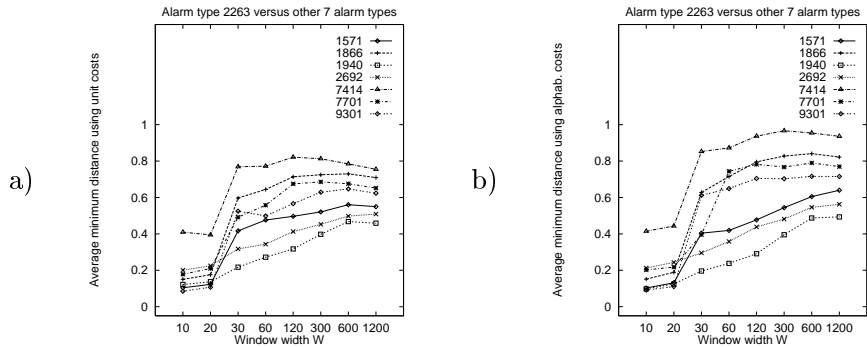 a)
Alarm type 2263 versus other 7 alarm types
Average minimum distance using unit costs
1571
1866
1940
2692
7414
7701
9301
1
0.8
0.6
0.4
0.2
0
10 20 30 60 120 300 600 1200
Window width W
b)
Alarm type 2263 versus other 7 alarm types
Average minimum distance using alphab. costs
1571
1866
1940
2692
7414
7701
9301
1
0.8
0.6
0.4
0.2
0
10 20 30 60 120 300 600 1200
Window width W